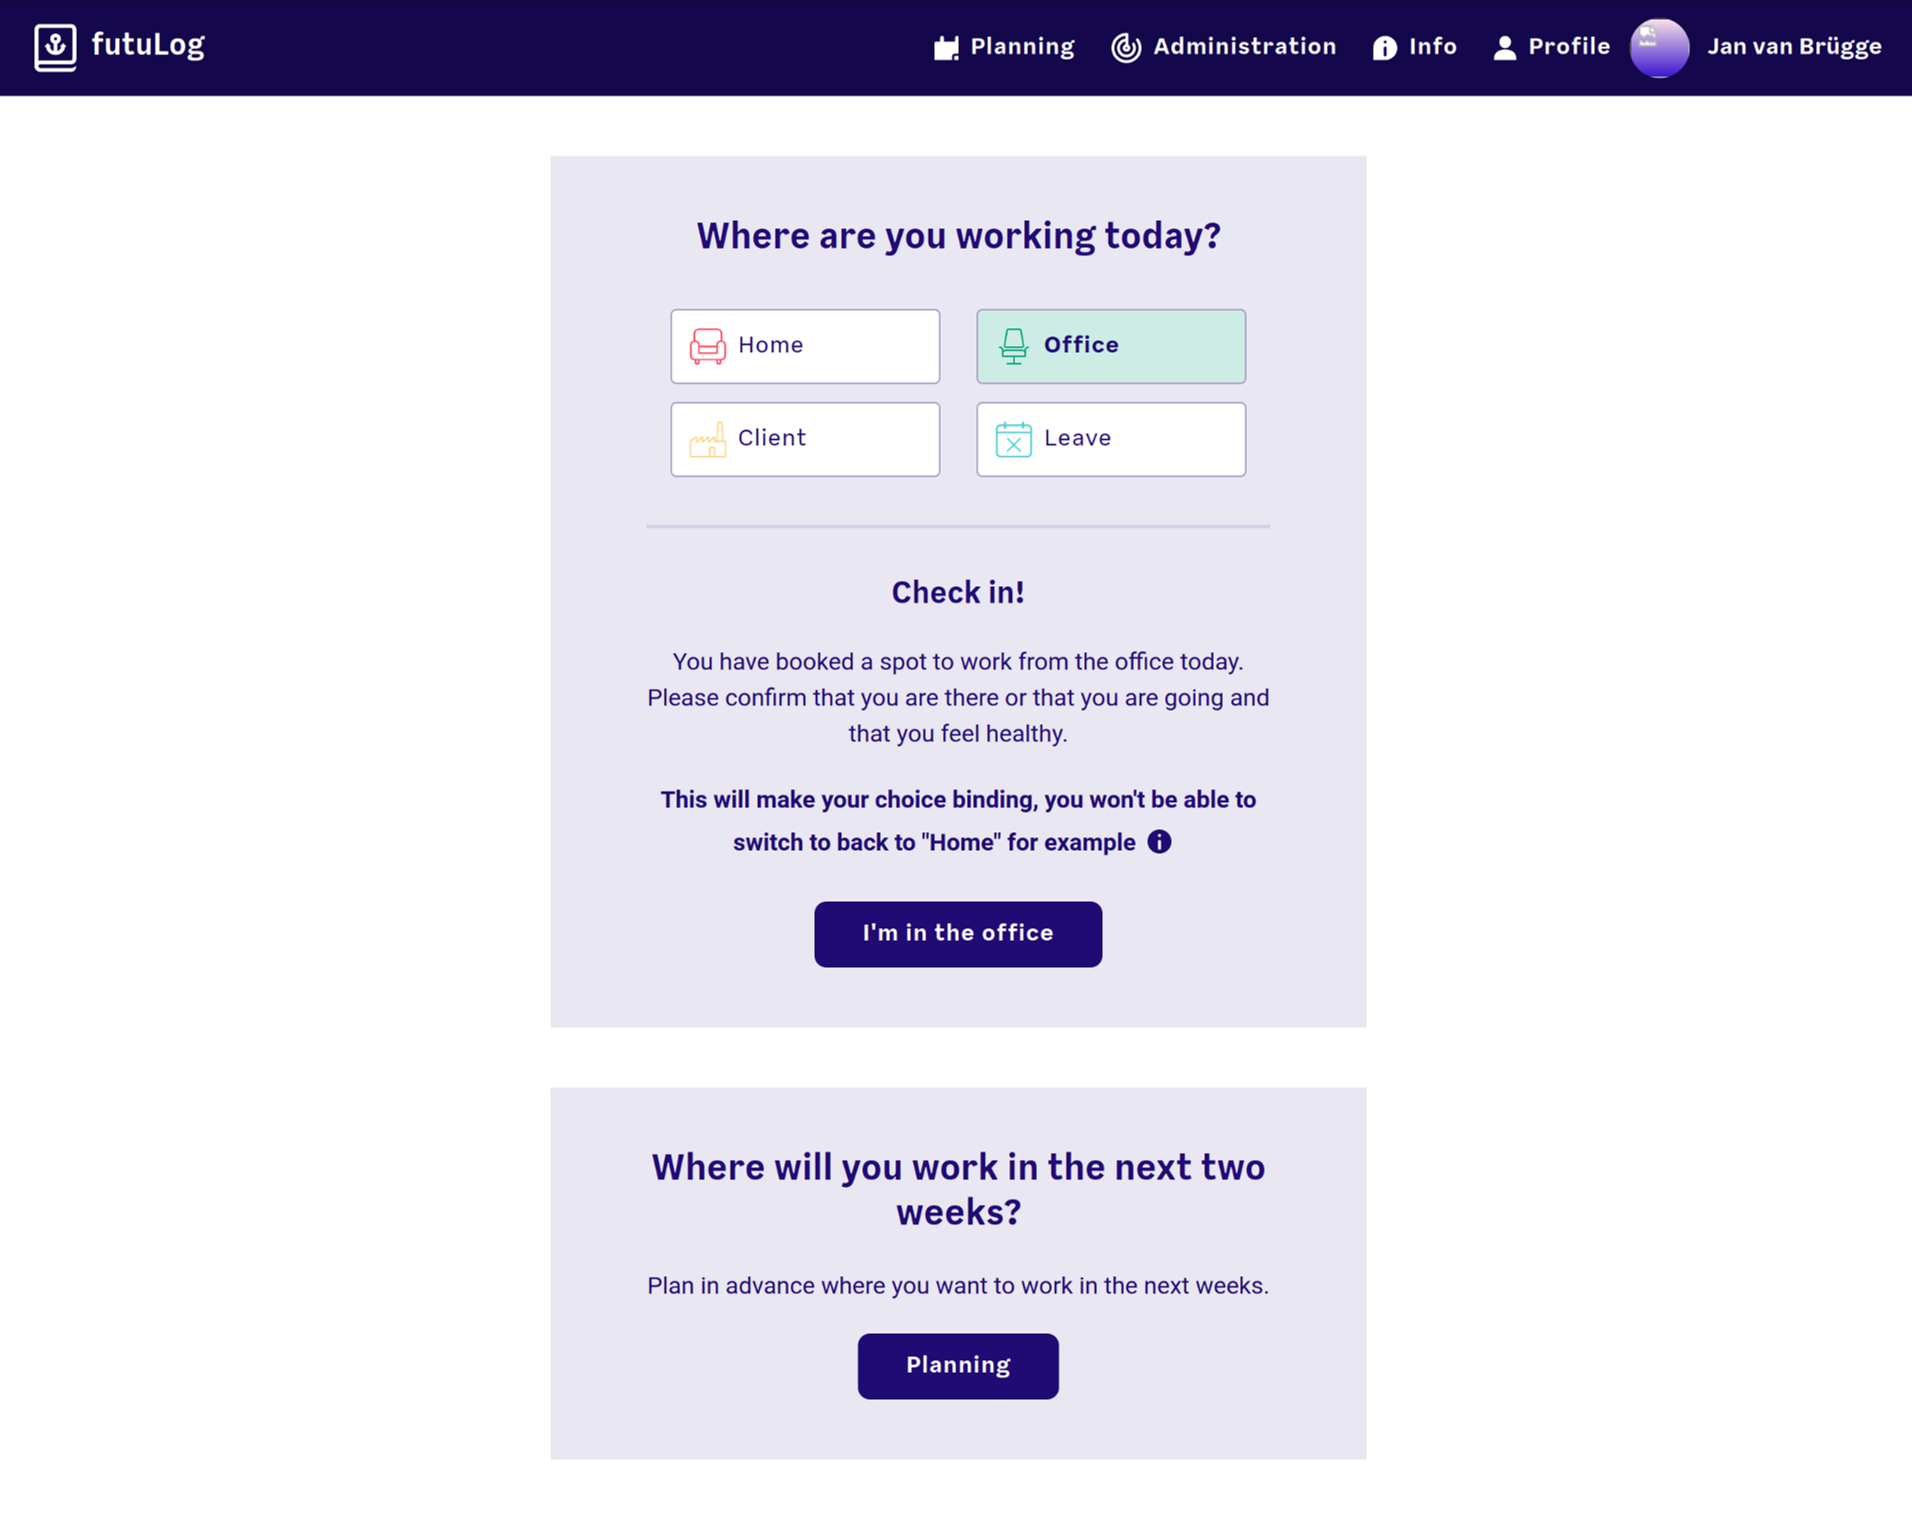 futuLog
Planning
Administration
Info
Profile
Jan van Brügge
Where are you working today?
Home
Office
Client
Leave
Check in!
You have booked a spot to work from the office today.
Please confirm that you are there or that you are going and
that you feel healthy.
This will make your choice binding, you won't be able to
switch to back to "Home" for example
I'm in the office
Where will you work in the next two
weeks?
Plan in advance where you want to work in the next weeks.
Planning